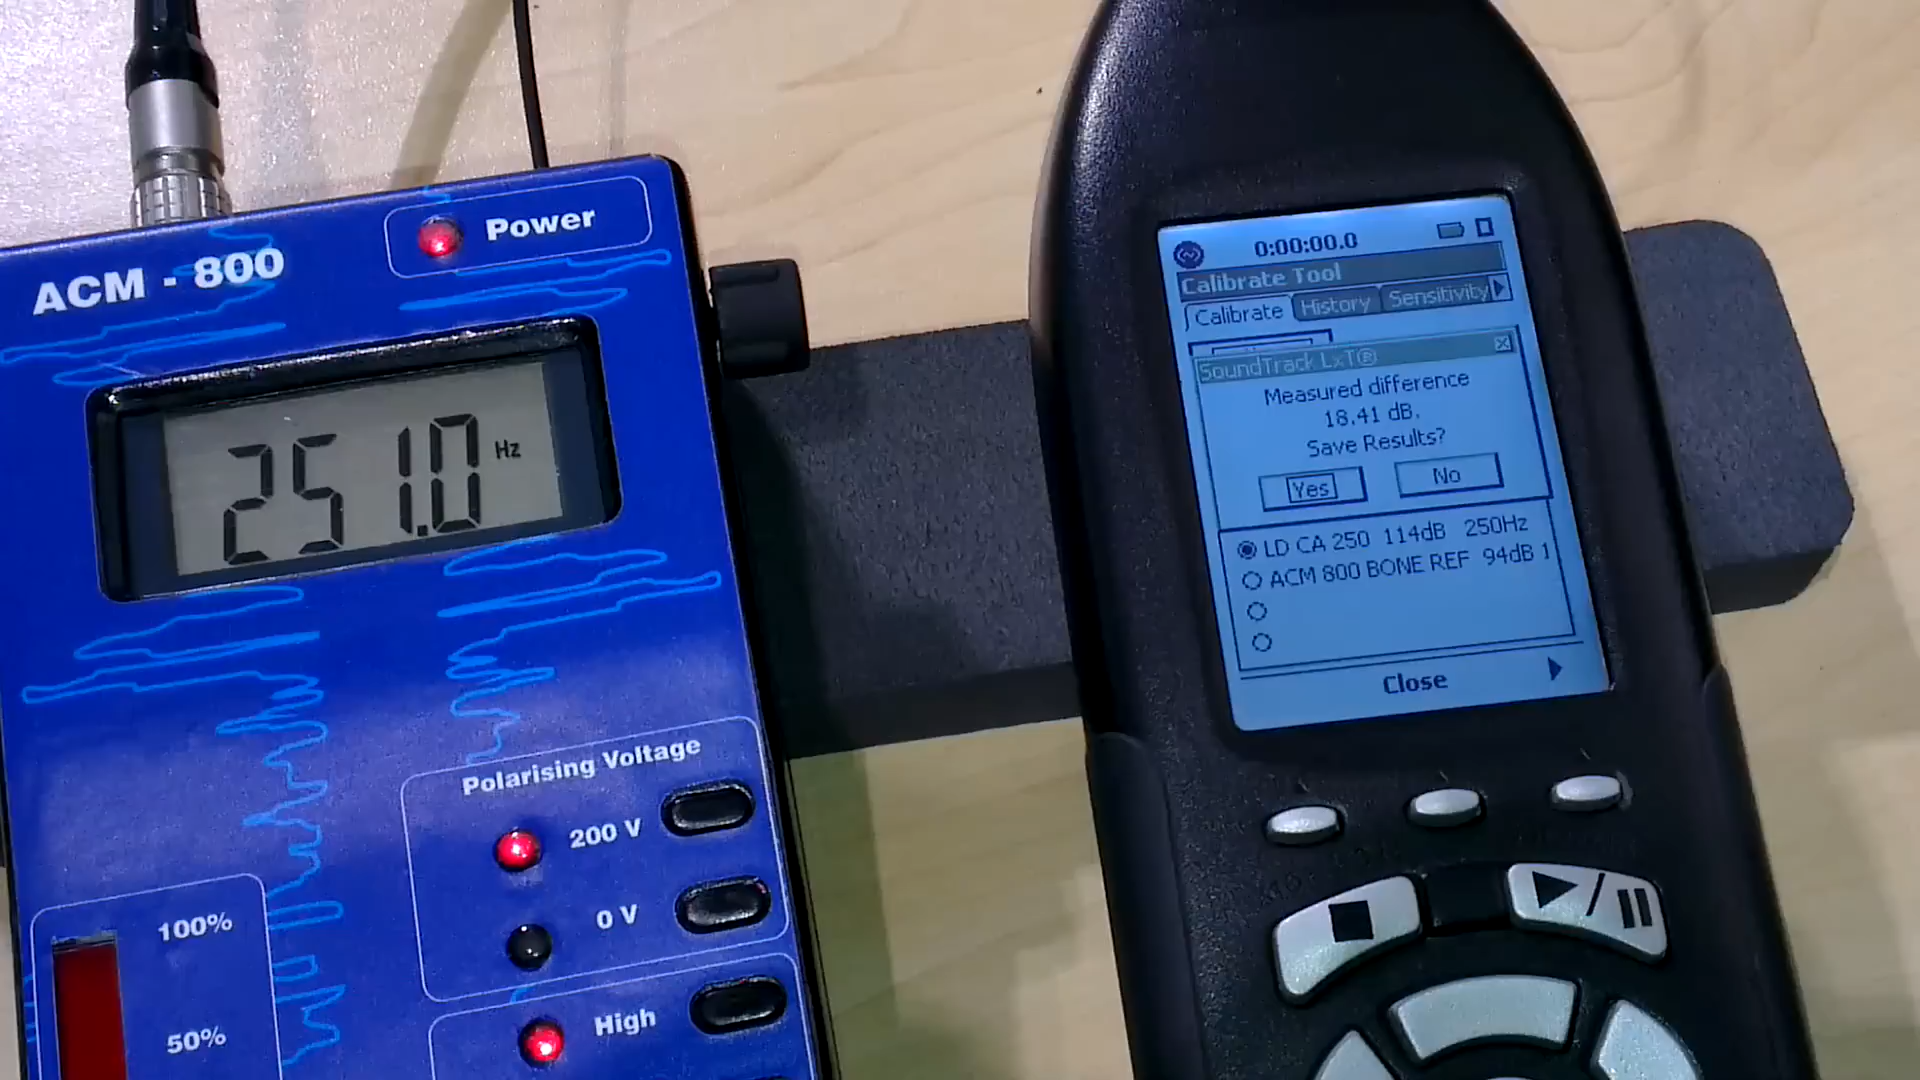 ACM - 800
Power
251.0 Hz
Polarising Voltage
200 V
0 V
High
100%
50%
0:00:00.0
Calibrate Tool
Calibrate History Sensitivity
SoundTrack LxT®
Measured difference
18.41 dB.
Save Results?
Yes No
LD CA 250 114dB 250Hz
ACM 800 BONE REF 94dB 1
Close